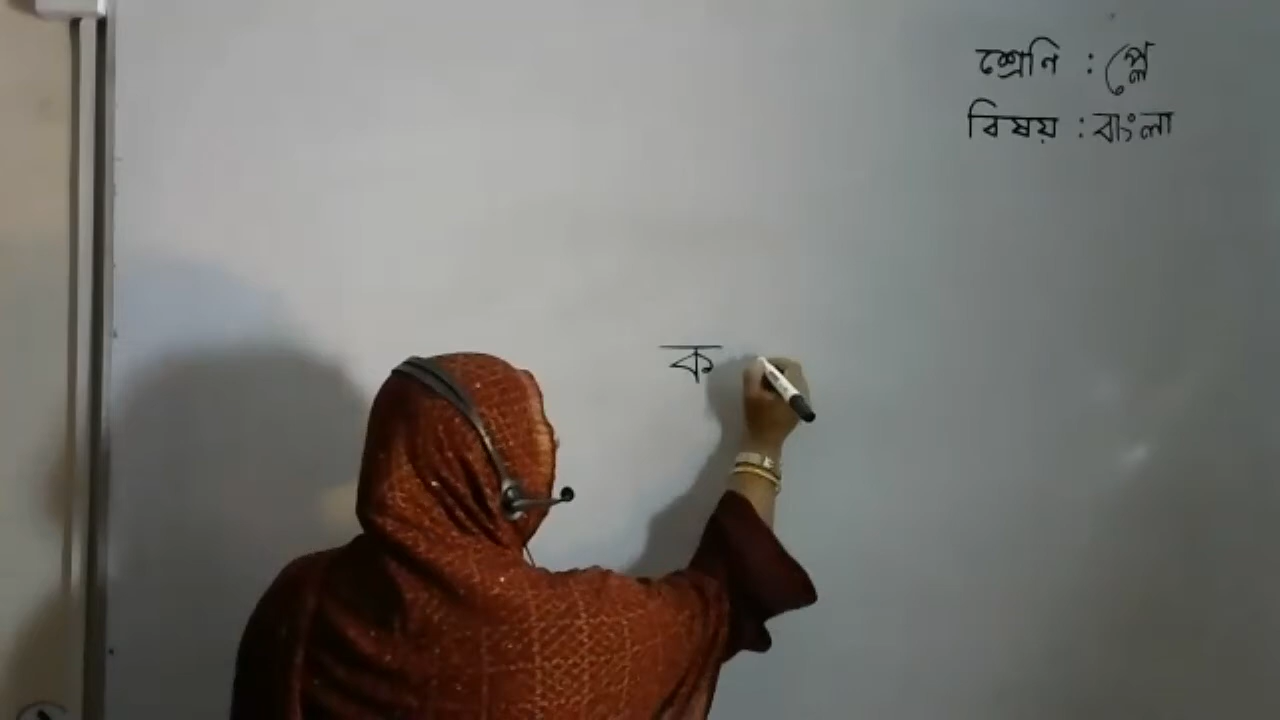 শ্রেণি : প্লে
বিষয় : বাংলা
ক